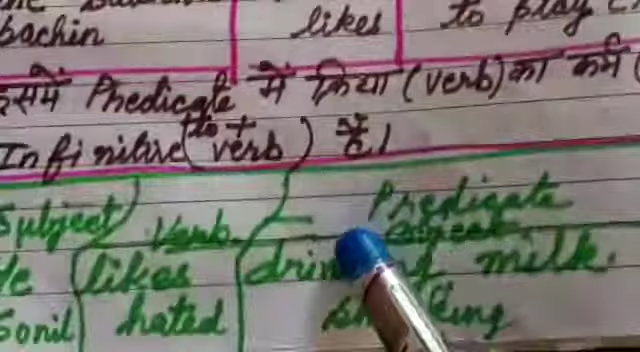 bachin likes to play
इसमें Predicate में क्रिया (verb) का कर्म
Infinitive (to + verb) है।
Subject Verb Predicate
He likes drinking milk.
Sonil hated